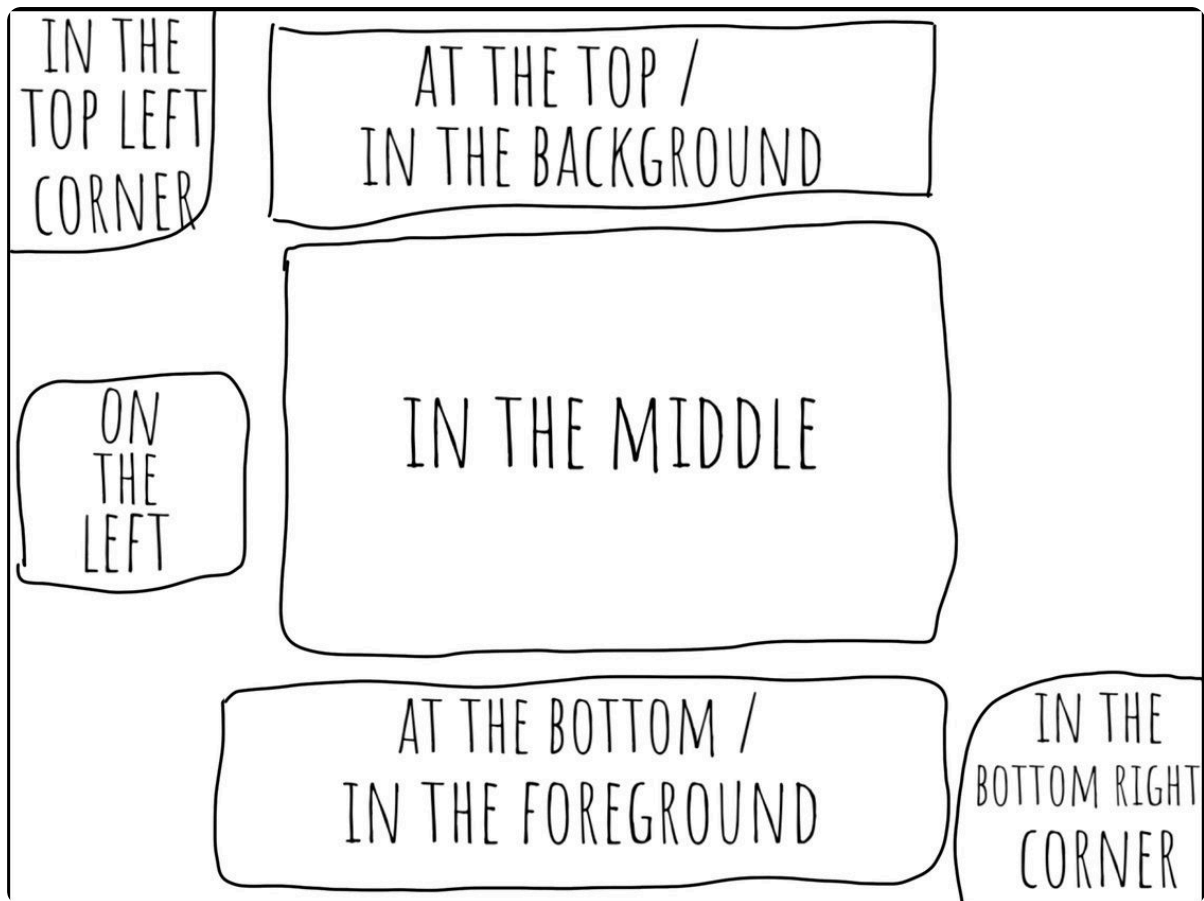 IN THE
TOP LEFT
CORNER
AT THE TOP /
IN THE BACKGROUND
ON
THE
LEFT
IN THE MIDDLE
AT THE BOTTOM /
IN THE FOREGROUND
IN THE
BOTTOM RIGHT
CORNER